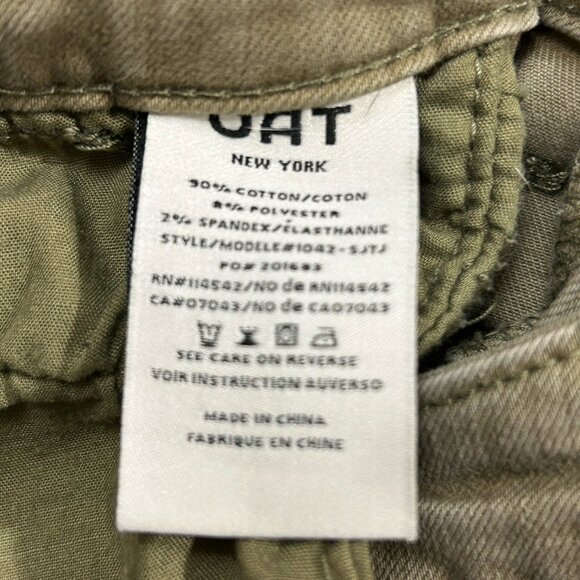 OAT
NEW YORK
90% COTTON/COTON
8% POLYESTER
2% SPANDEX/ÉLASTHANNE
STYLE/MODELE#1042-SJTJ
PO# 201683
RN#114542/NO de RN114542
CA#07043/NO de CA07043
SEE CARE ON REVERSE
VOIR INSTRUCTION AUVERSO
MADE IN CHINA
FABRIQUE EN CHINE